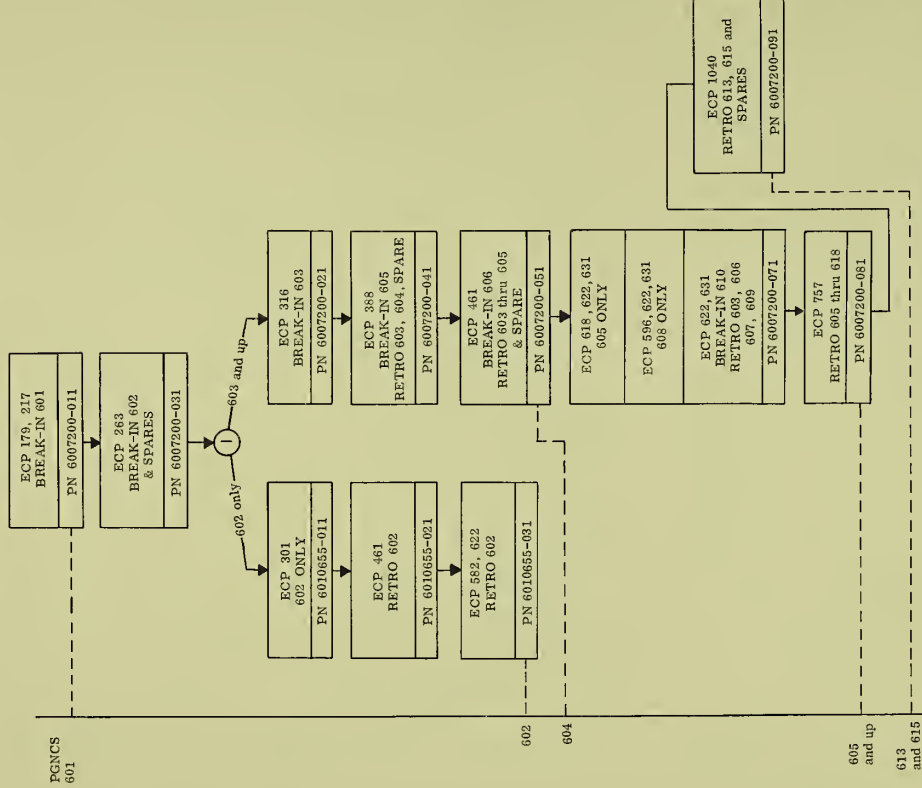 PGNCS
601
ECP 179, 217
BREAK-IN 601
PN 6007200-011
ECP 263
BREAK-IN 602
& SPARES
PN 6007200-031
1
602 only
603 and up
ECP 301
602 ONLY
PN 6010655-011
ECP 461
RETRO 602
PN 6010655-021
ECP 582, 622
RETRO 602
PN 6010655-031
ECP 316
BREAK-IN 603
PN 6007200-021
ECP 388
BREAK-IN 605
RETRO 603, 604, SPARE
PN 6007200-041
ECP 461
BREAK-IN 606
RETRO 603 thru 605
& SPARE
PN 6007200-051
ECP 618, 622, 631
605 ONLY
ECP 596, 622, 631
608 ONLY
ECP 622, 631
BREAK-IN 610
RETRO 603, 606
607, 609
PN 6007200-071
ECP 757
RETRO 605 thru 618
PN 6007200-081
ECP 1040
RETRO 613, 615 and
SPARES
PN 6007200-091
602
604
605
and up
613
and 615